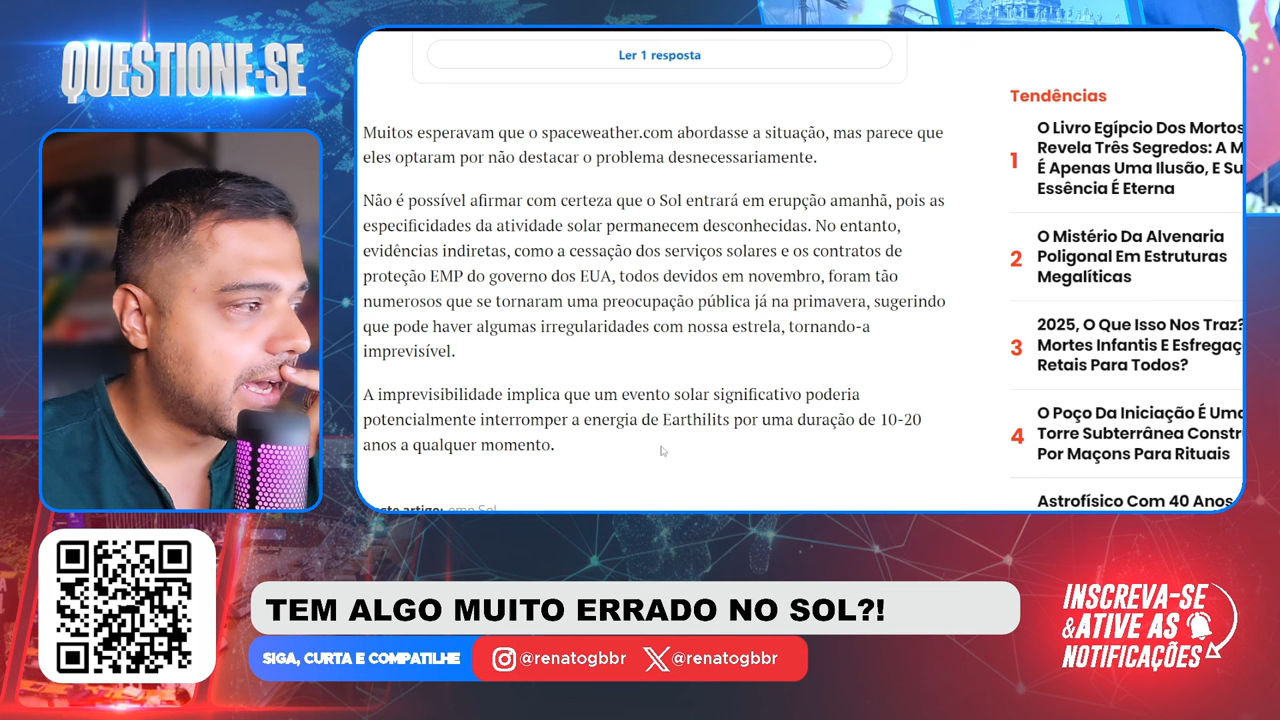 QUESTIONE-SE
Ler 1 resposta
Muitos esperavam que o spaceweather.com abordasse a situação, mas parece que
eles optaram por não destacar o problema desnecessariamente.
Não é possível afirmar com certeza que o Sol entrará em erupção amanhã, pois as
especificidades da atividade solar permanecem desconhecidas. No entanto,
evidências indiretas, como a cessação dos serviços solares e os contratos de
proteção EMP do governo dos EUA, todos devidos em novembro, foram tão
numerosos que se tornaram uma preocupação pública já na primavera, sugerindo
que pode haver algumas irregularidades com nossa estrela, tornando-a
imprevisível.
A imprevisibilidade implica que um evento solar significativo poderia
potencialmente interromper a energia de Earthilits por uma duração de 10-20
anos a qualquer momento.
ste artigo: emp Sol
Tendências
1
O Livro Egípcio Dos Mortos
Revela Três Segredos: A M
É Apenas Uma Ilusão, E Su
Essência É Eterna
2
O Mistério Da Alvenaria
Poligonal Em Estruturas
Megalíticas
3
2025, O Que Isso Nos Traz?
Mortes Infantis E Esfregaç
Retais Para Todos?
4
O Poço Da Iniciação É Uma
Torre Subterrânea Constr
Por Maçons Para Rituais
Astrofísico Com 40 Anos
TEM ALGO MUITO ERRADO NO SOL?!
SIGA, CURTA E COMPATILHE
@renatogbbr
@renatogbbr
INSCREVA-SE
&ATIVE AS
NOTIFICAÇÕES